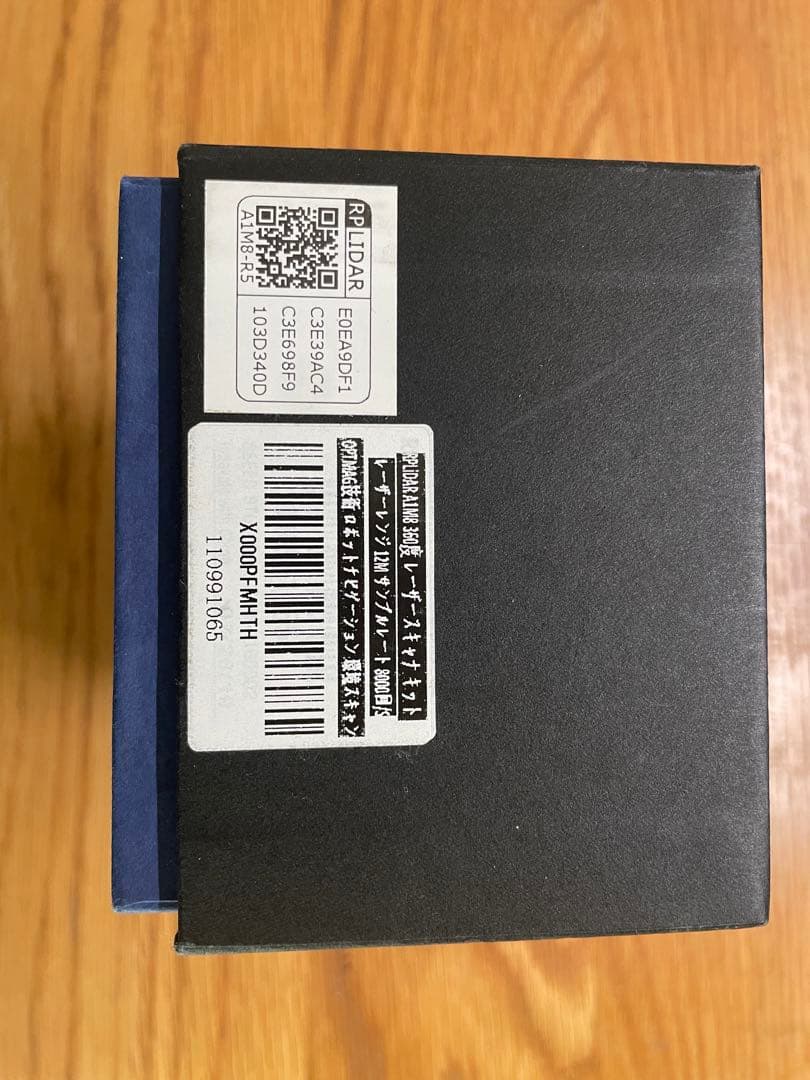 RPLIDAR
A1M8-R5
E0EA9DF1
C3E39AC4
C3E698F9
103D340D
RPLiDAR A1M8 360度 レーザースキャナ キット
レーザーレンジ 12M サンプルレート 8000回/s
OPTMAG技術 ロボットナビゲーション 環境スキャン
X000PFMHTH
110991065